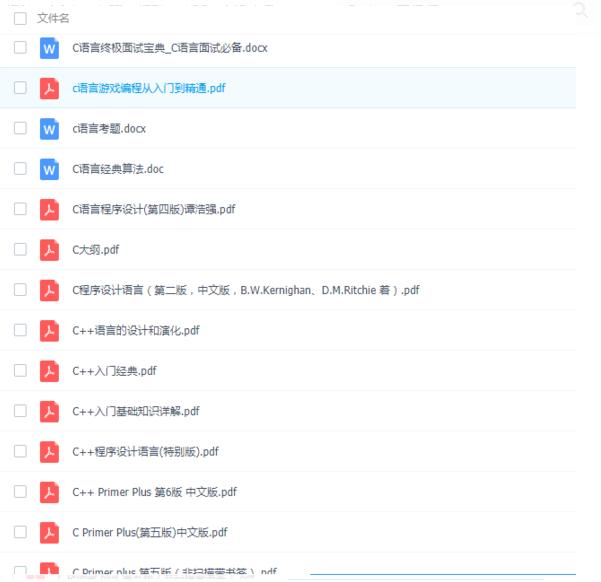 文件名
C语言终极面试宝典_C语言面试必备.docx
c语言游戏编程从入门到精通.pdf
c语言考题.docx
C语言经典算法.doc
C语言程序设计(第四版)谭浩强.pdf
C大纲.pdf
C程序设计语言（第二版，中文版，B.W.Kernighan、D.M.Ritchie 着）.pdf
C++语言的设计和演化.pdf
C++入门经典.pdf
C++入门基础知识详解.pdf
C++程序设计语言(特别版).pdf
C++ Primer Plus 第6版 中文版.pdf
C Primer Plus(第五版)中文版.pdf
C Primer plus 第五版（非扫描带书签）.pdf